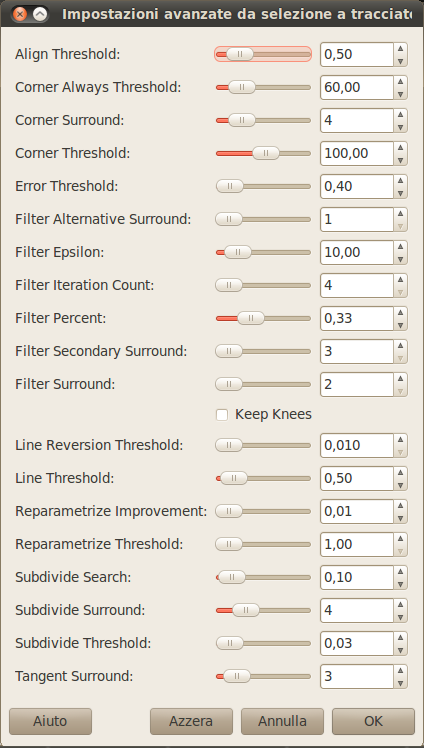 Impostazioni avanzate da selezione a tracciato
Align Threshold: 0,50
Corner Always Threshold: 60,00
Corner Surround: 4
Corner Threshold: 100,00
Error Threshold: 0,40
Filter Alternative Surround: 1
Filter Epsilon: 10,00
Filter Iteration Count: 4
Filter Percent: 0,33
Filter Secondary Surround: 3
Filter Surround: 2
Keep Knees
Line Reversion Threshold: 0,010
Line Threshold: 0,50
Reparametrize Improvement: 0,01
Reparametrize Threshold: 1,00
Subdivide Search: 0,10
Subdivide Surround: 4
Subdivide Threshold: 0,03
Tangent Surround: 3
Aiuto Azzera Annulla OK